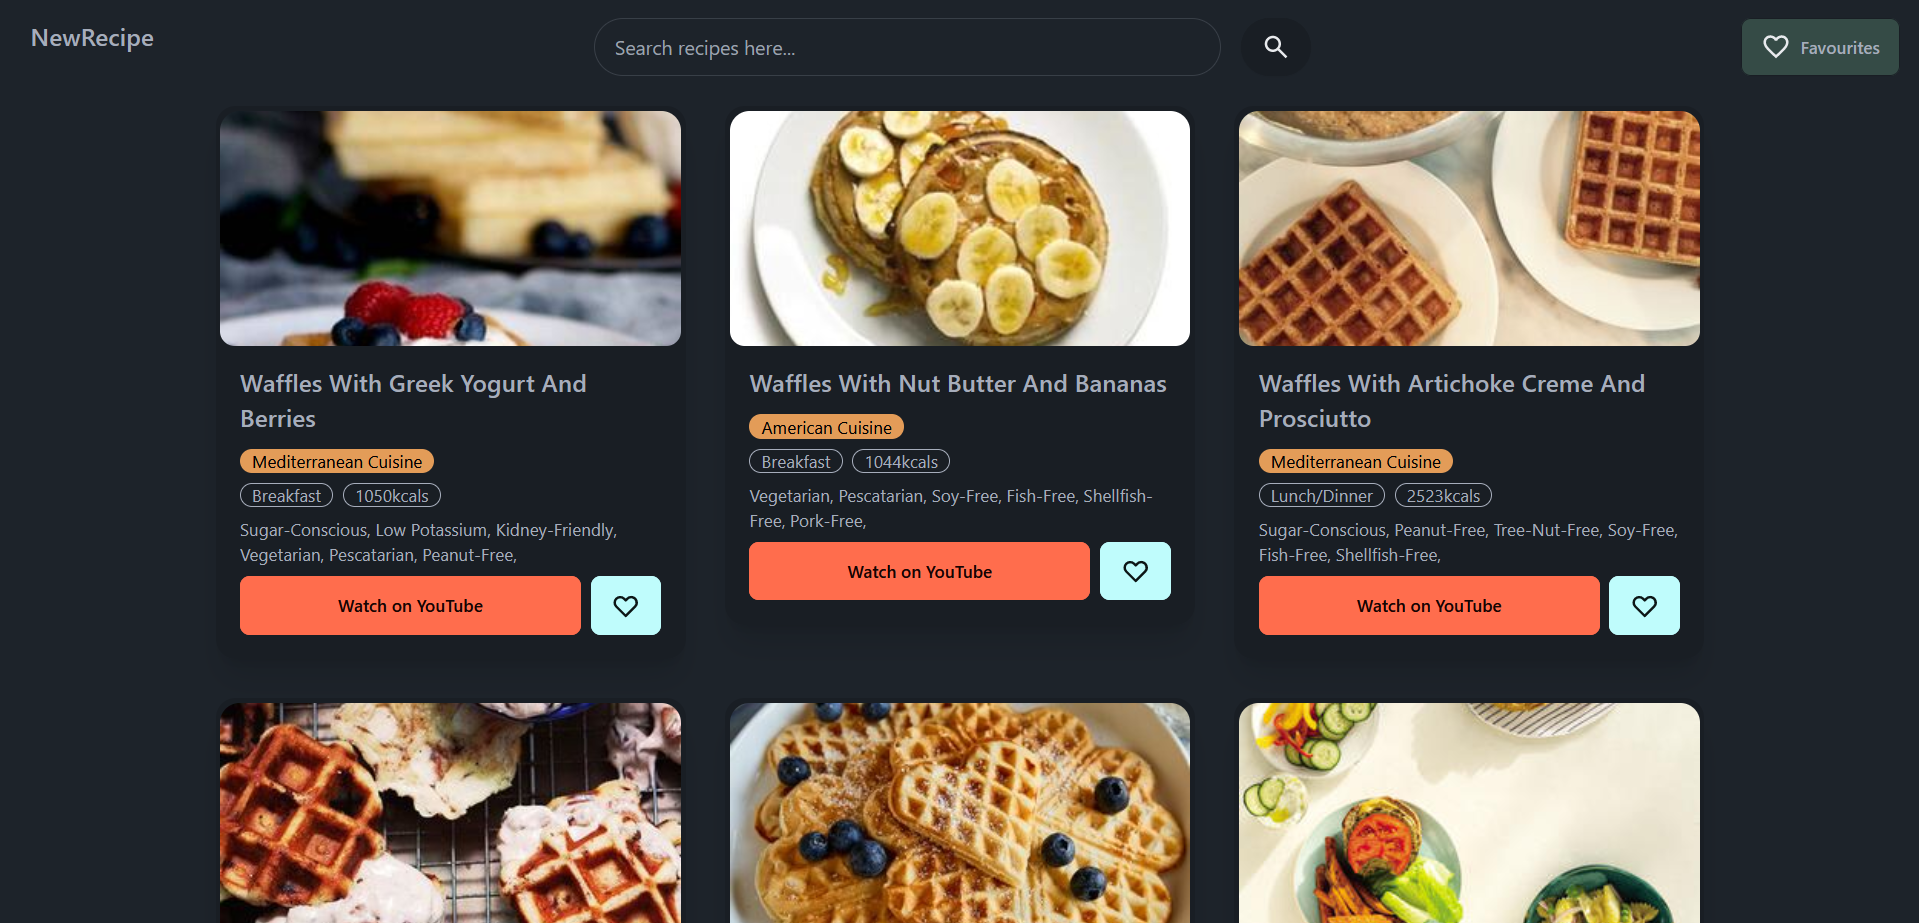 NewRecipe
Search recipes here...
Favourites
Waffles With Greek Yogurt And
Berries
Mediterranean Cuisine
Breakfast
1050kcals
Sugar-Conscious, Low Potassium, Kidney-Friendly,
Vegetarian, Pescatarian, Peanut-Free,
Watch on YouTube
Waffles With Nut Butter And Bananas
American Cuisine
Breakfast
1044kcals
Vegetarian, Pescatarian, Soy-Free, Fish-Free, Shellfish-
Free, Pork-Free,
Watch on YouTube
Waffles With Artichoke Creme And
Prosciutto
Mediterranean Cuisine
Lunch/Dinner
2523kcals
Sugar-Conscious, Peanut-Free, Tree-Nut-Free, Soy-Free,
Fish-Free, Shellfish-Free,
Watch on YouTube